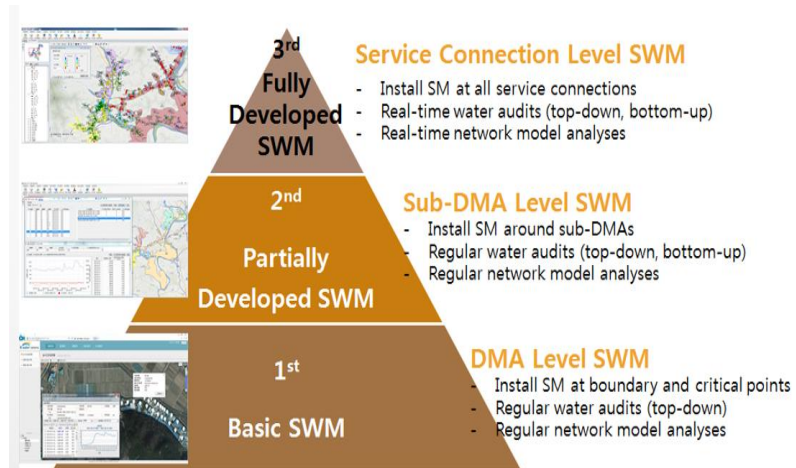 3rd
Fully
Developed
SWM
Service Connection Level SWM
- Install SM at all service connections
- Real-time water audits (top-down, bottom-up)
- Real-time network model analyses
2nd
Partially
Developed SWM
Sub-DMA Level SWM
- Install SM around sub-DMAs
- Regular water audits (top-down, bottom-up)
- Regular network model analyses
1st
Basic SWM
DMA Level SWM
- Install SM at boundary and critical points
- Regular water audits (top-down)
- Regular network model analyses